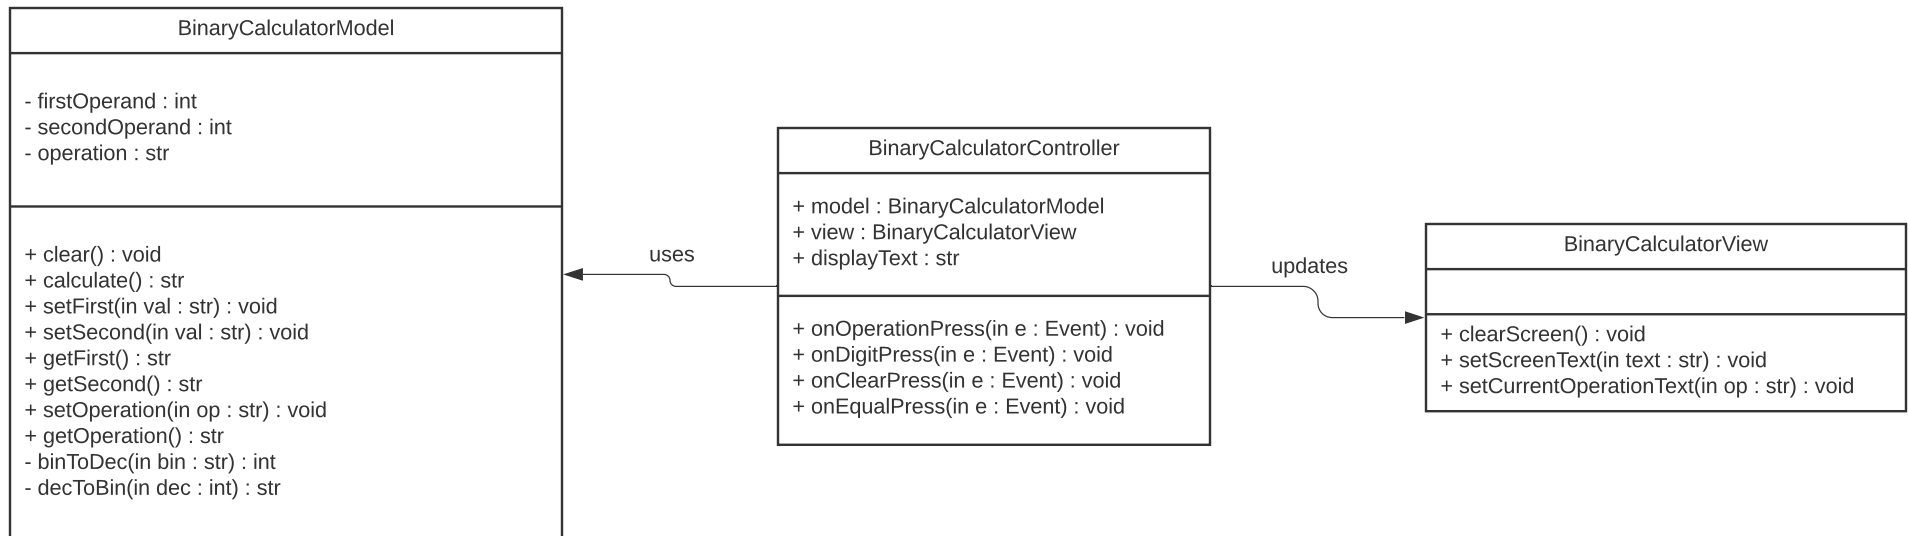 BinaryCalculatorModel
- firstOperand : int
- secondOperand : int
- operation : str
+ clear() : void
+ calculate() : str
+ setFirst(in val : str) : void
+ setSecond(in val : str) : void
+ getFirst() : str
+ getSecond() : str
+ setOperation(in op : str) : void
+ getOperation() : str
- binToDec(in bin : str) : int
- decToBin(in dec : int) : str
uses
BinaryCalculatorController
+ model : BinaryCalculatorModel
+ view : BinaryCalculatorView
+ displayText : str
+ onOperationPress(in e : Event) : void
+ onDigitPress(in e : Event) : void
+ onClearPress(in e : Event) : void
+ onEqualPress(in e : Event) : void
updates
BinaryCalculatorView
+ clearScreen() : void
+ setScreenText(in text : str) : void
+ setCurrentOperationText(in op : str) : void